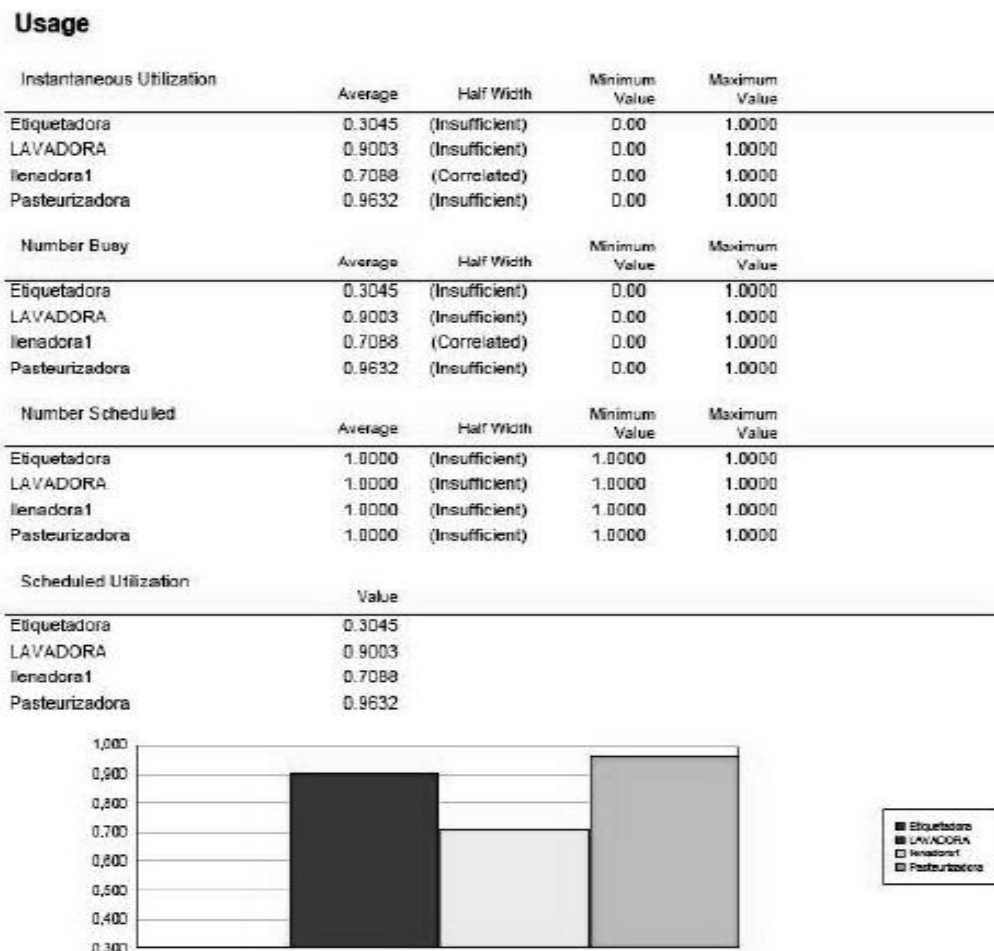 Usage
Instantaneous Utilization Average Half Width Minimum Value Maximum Value
Etiquetadora 0.3045 (Insufficient) 0.00 1.0000
LAVADORA 0.9003 (Insufficient) 0.00 1.0000
llenadora1 0.7088 (Correlated) 0.00 1.0000
Pasteurizadora 0.9632 (Insufficient) 0.00 1.0000
Number Busy Average Half Width Minimum Value Maximum Value
Etiquetadora 0.3045 (Insufficient) 0.00 1.0000
LAVADORA 0.9003 (Insufficient) 0.00 1.0000
llenadora1 0.7088 (Correlated) 0.00 1.0000
Pasteurizadora 0.9632 (Insufficient) 0.00 1.0000
Number Scheduled Average Half Width Minimum Value Maximum Value
Etiquetadora 1.0000 (Insufficient) 1.0000 1.0000
LAVADORA 1.0000 (Insufficient) 1.0000 1.0000
llenadora1 1.0000 (Insufficient) 1.0000 1.0000
Pasteurizadora 1.0000 (Insufficient) 1.0000 1.0000
Scheduled Utilization Value
Etiquetadora 0.3045
LAVADORA 0.9003
llenadora1 0.7088
Pasteurizadora 0.9632
1,000
0,900
0,800
0,700
0,600
0,500
0,400
0,300
Etiquetadora
LAVADORA
llenadora1
Pasteurizadora